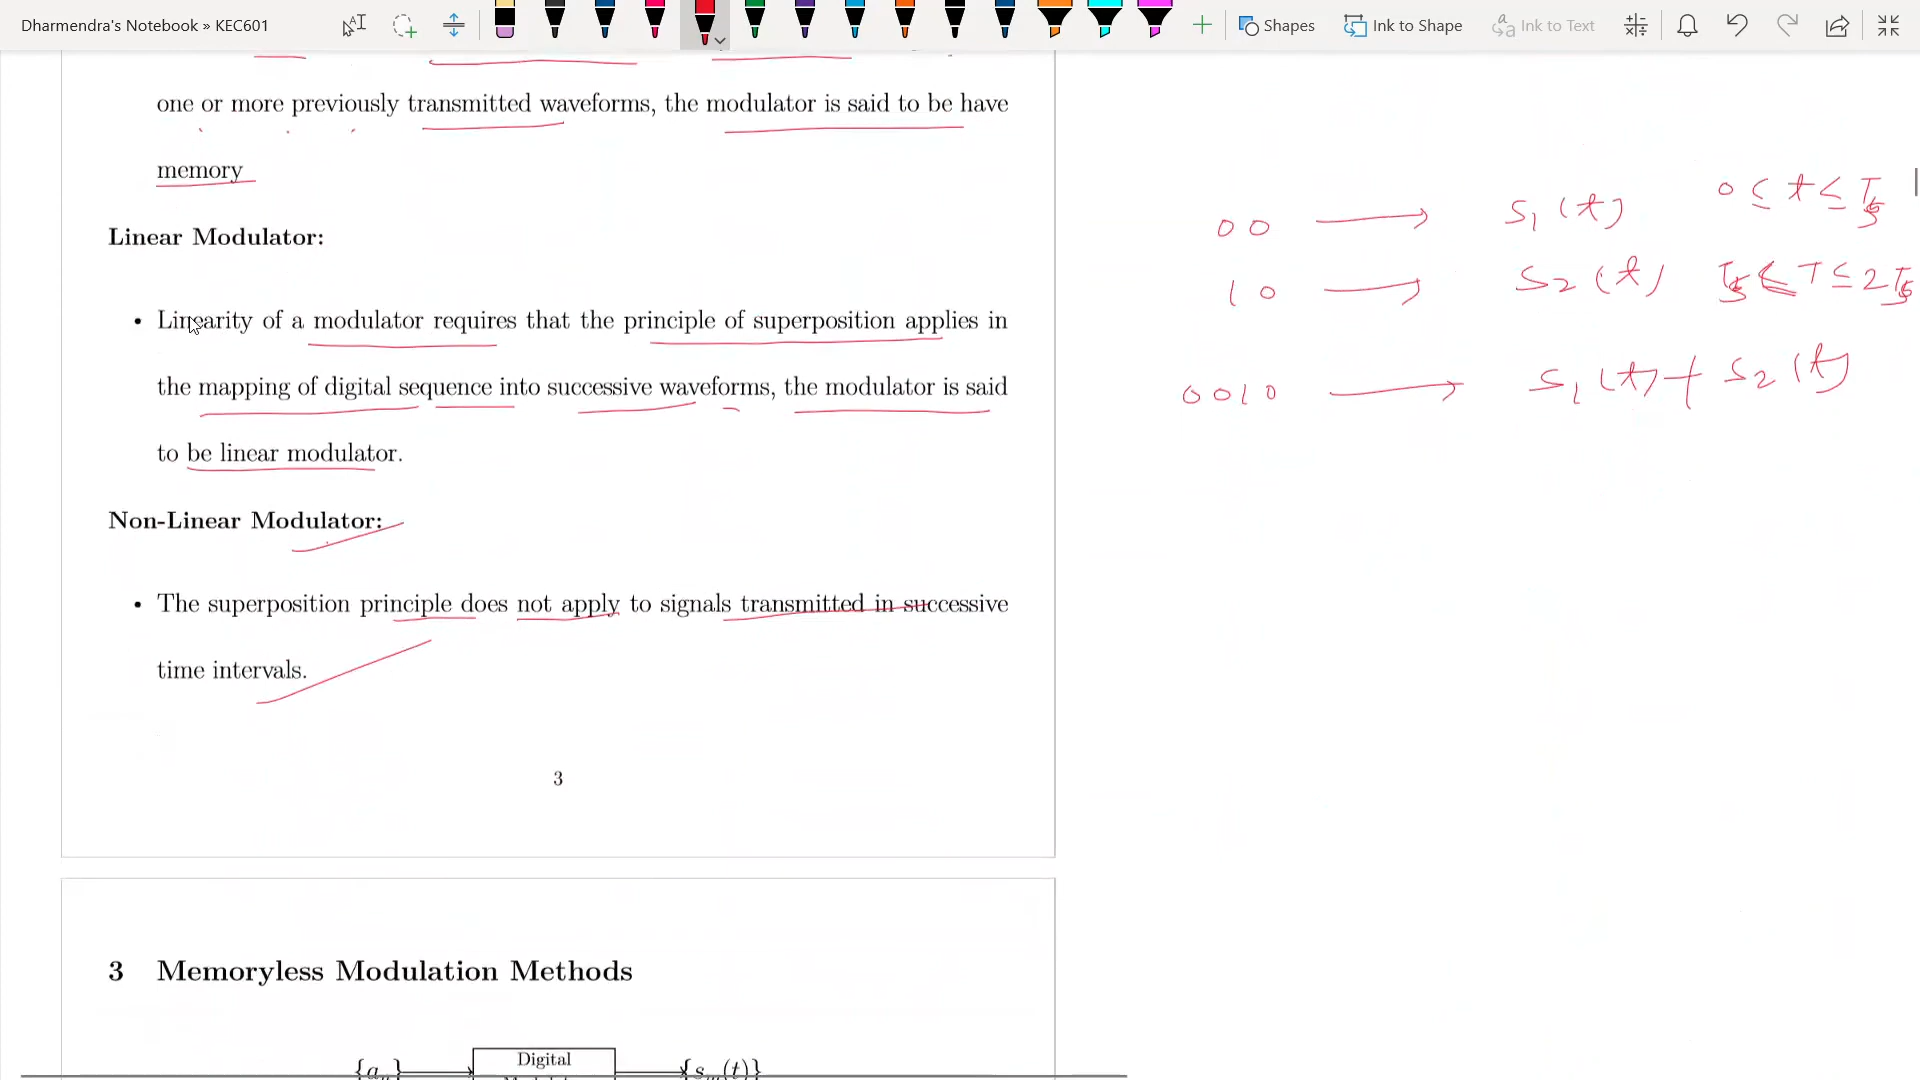 Dharmendra's Notebook » KEC601
Shapes
Ink to Shape
Ink to Text
one or more previously transmitted waveforms, the modulator is said to be have
memory
Linear Modulator:
• Linearity of a modulator requires that the principle of superposition applies in
the mapping of digital sequence into successive waveforms, the modulator is said
to be linear modulator.
Non-Linear Modulator:
• The superposition principle does not apply to signals transmitted in successive
time intervals.
3
3 Memoryless Modulation Methods
Digital
00 → S1(t) 0 ≤ t ≤ Ts
10 → S2(t) Ts ≤ T ≤ 2Ts
0010 → S1(t) + S2(t)